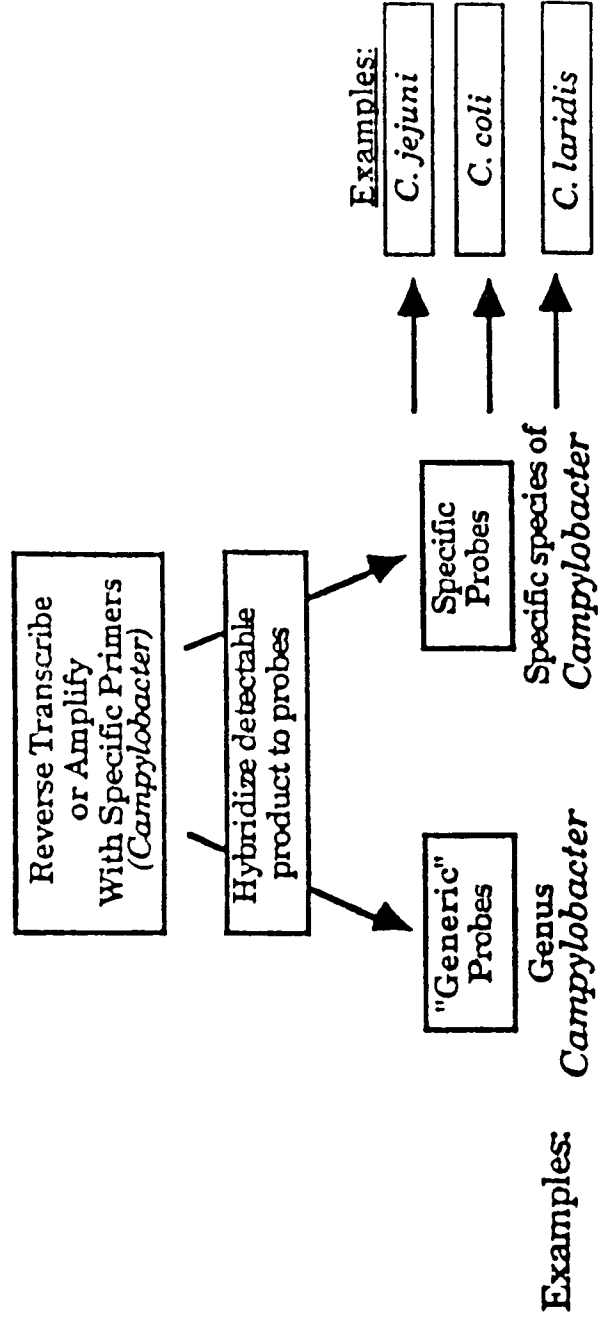 Reverse Transcribe
or Amplify
With Specific Primers
(Campylobacter)
Hybridize detectable
product to probes
"Generic"
Probes
Specific
Probes
Examples:
Genus
Campylobacter
Specific species of
Campylobacter
Examples:
C. jejuni
C. coli
C. laridis